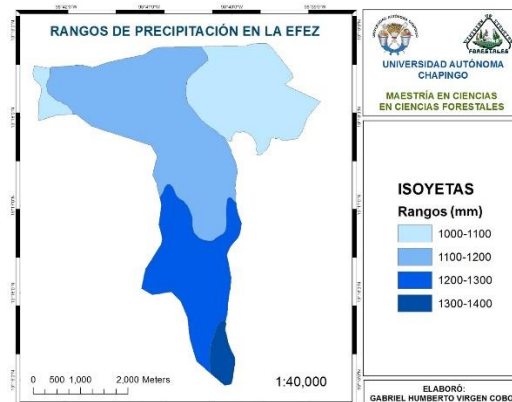 RANGOS DE PRECIPITACIÓN EN LA EFEZ
UNIVERSIDAD AUTÓNOMA
CHAPINGO
MAESTRÍA EN CIENCIAS
EN CIENCIAS FORESTALES
ISOYETAS
Rangos (mm)
1000-1100
1100-1200
1200-1300
1300-1400
0 500 1,000 2,000 Meters
1:40,000
ELABORÓ:
GABRIEL HUMBERTO VIRGEN COBO